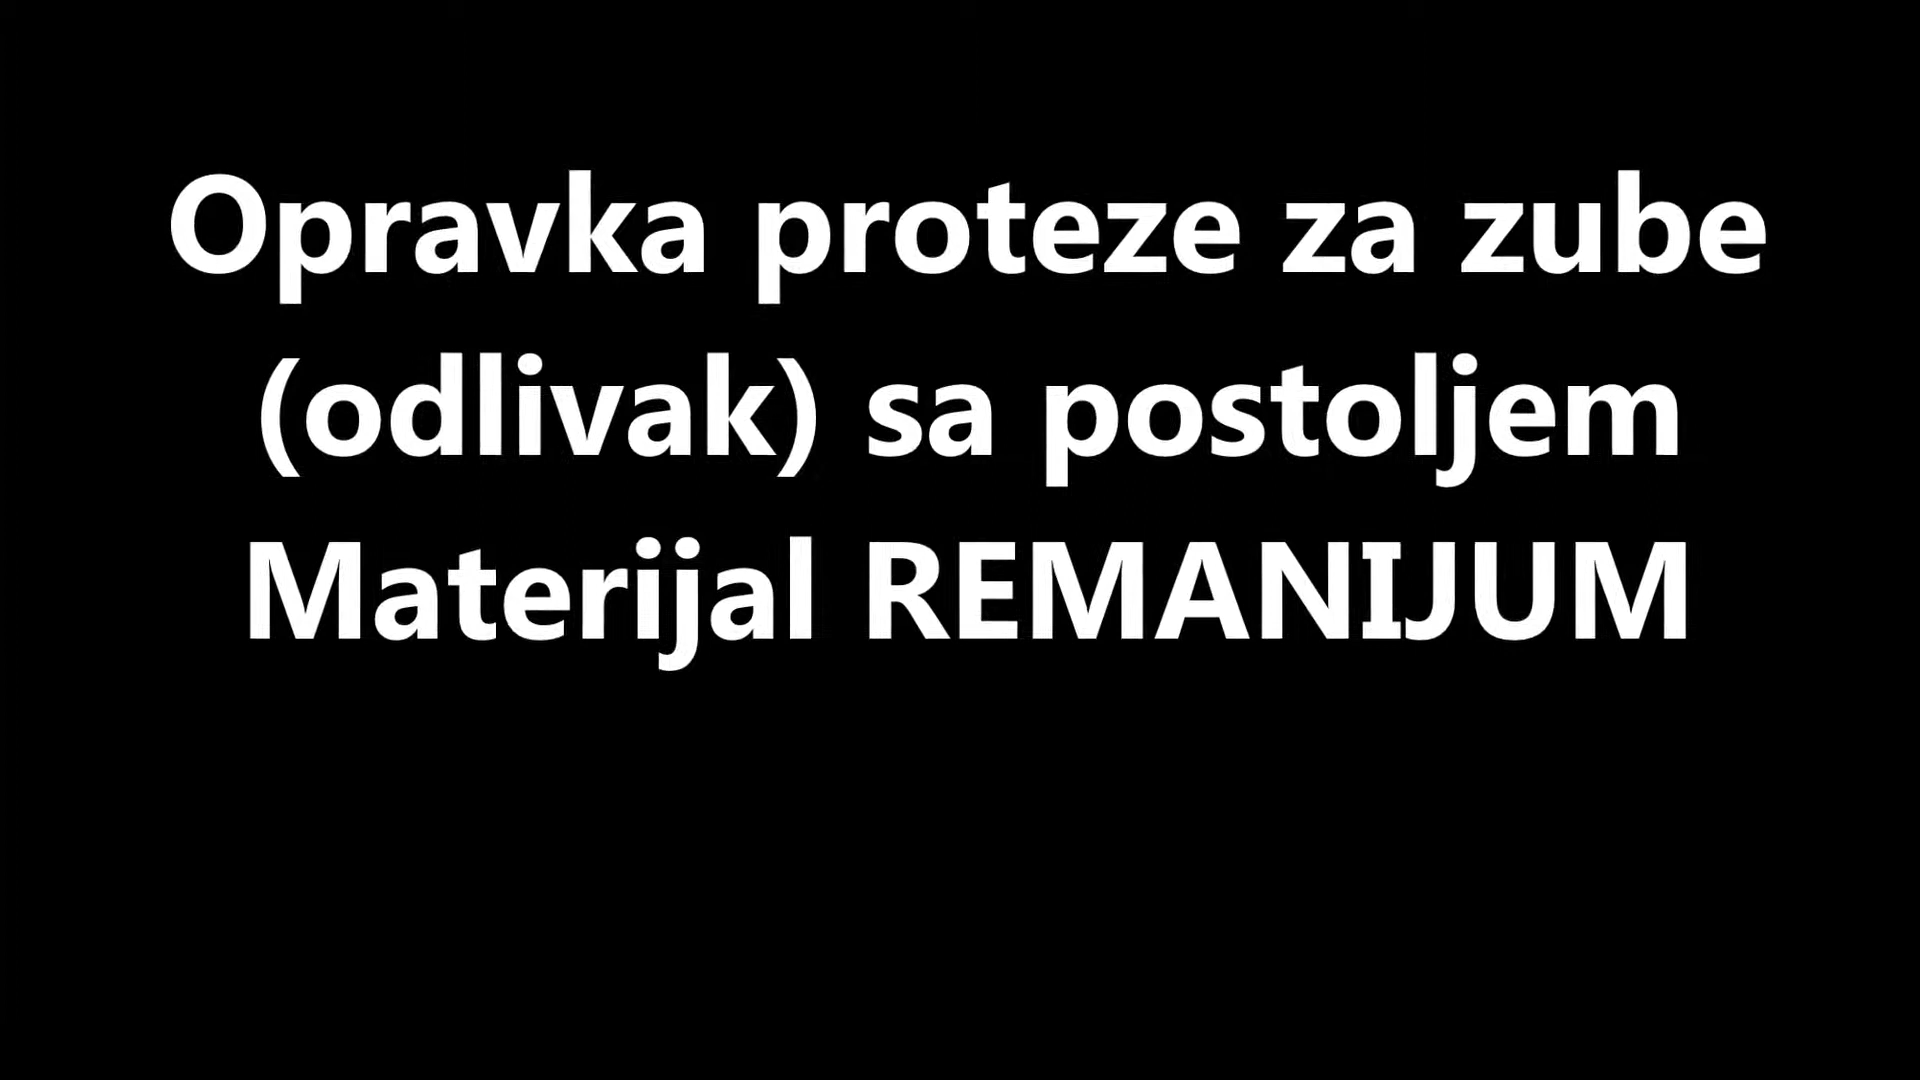 Opravka proteze za zube
(odlivak) sa postoljem
Materijal REMANIJUM